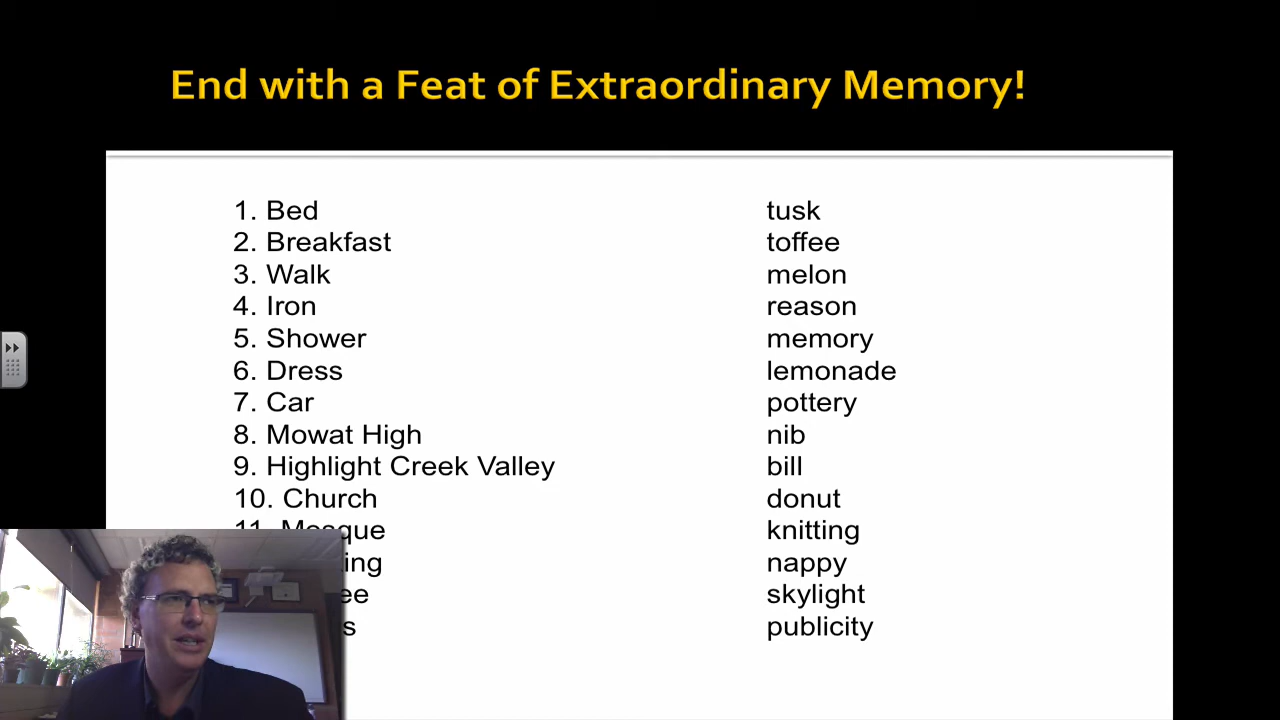 End with a Feat of Extraordinary Memory!
1. Bed tusk
2. Breakfast toffee
3. Walk melon
4. Iron reason
5. Shower memory
6. Dress lemonade
7. Car pottery
8. Mowat High nib
9. Highlight Creek Valley bill
10. Church donut
11. Mosque knitting
nappy
skylight
publicity